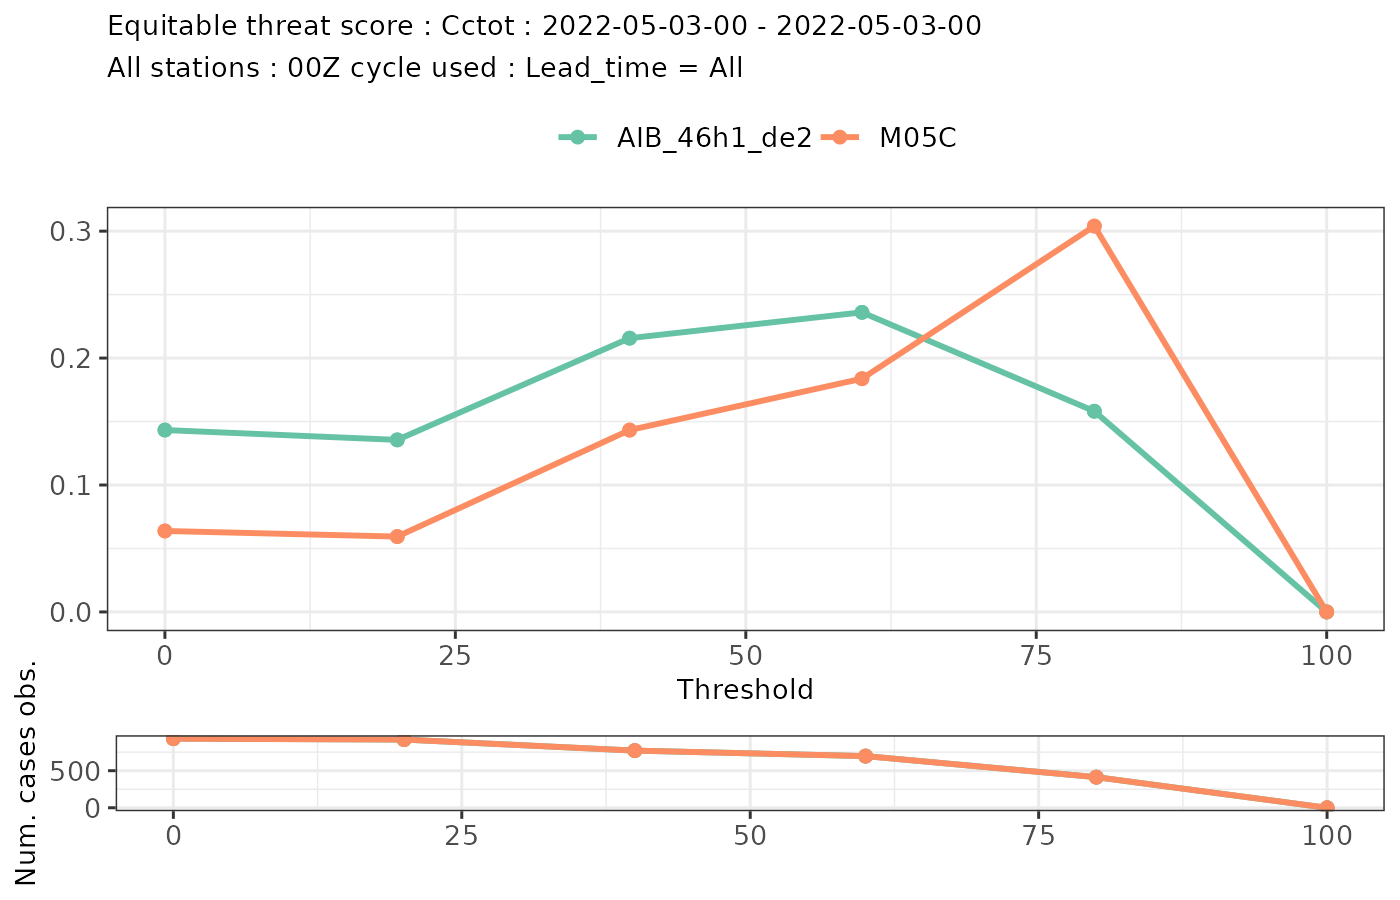 Equitable threat score : Cctot : 2022-05-03-00 - 2022-05-03-00
All stations : 00Z cycle used : Lead_time = All
AIB_46h1_de2 M05C
0.3
0.2
0.1
0.0
0 25 50 75 100
Threshold
Num. cases obs.
500
0
0 25 50 75 100